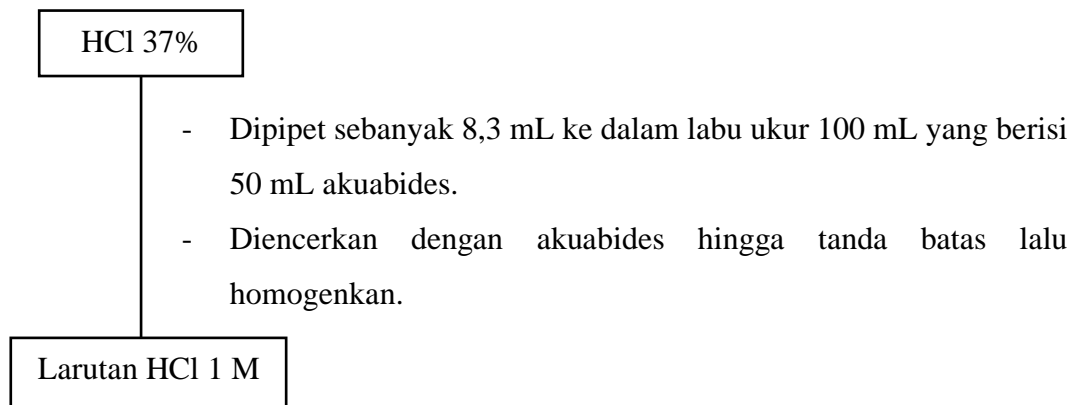 HCl 37%
- Dipipet sebanyak 8,3 mL ke dalam labu ukur 100 mL yang berisi
50 mL akuabides.
- Diencerkan dengan akuabides hingga tanda batas lalu
homogenkan.
Larutan HCl 1 M